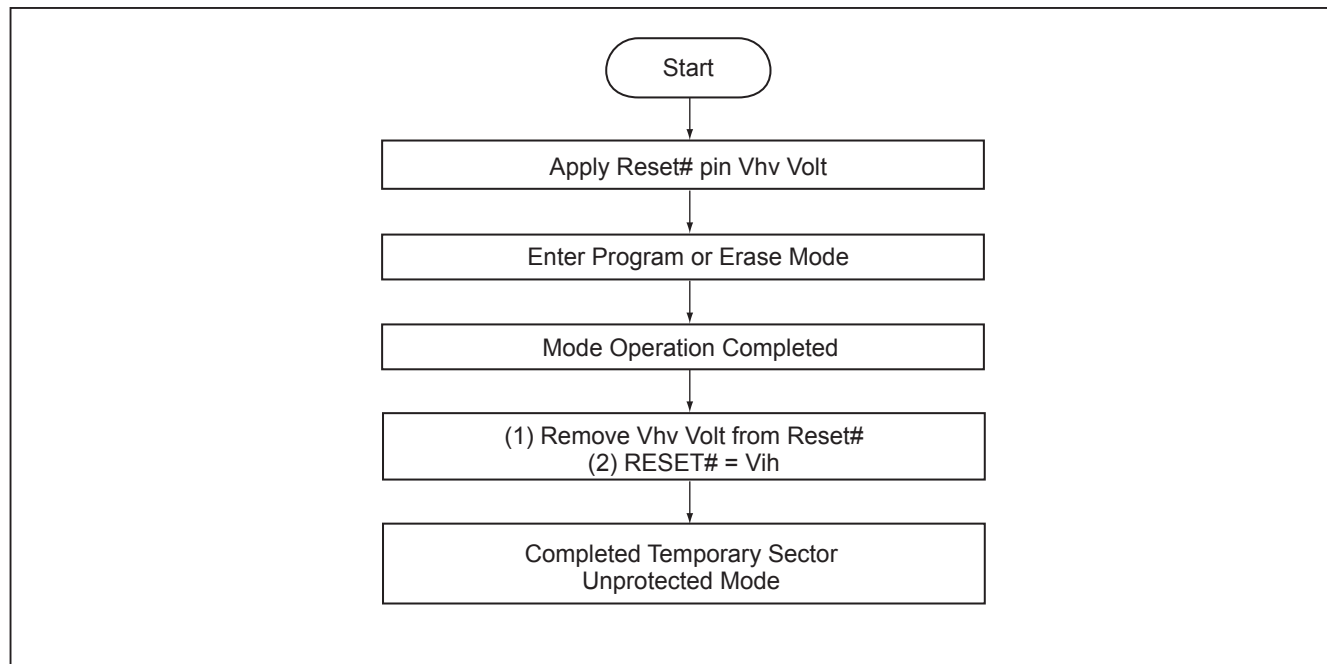 Start
Apply Reset# pin Vhv Volt
Enter Program or Erase Mode
Mode Operation Completed
(1) Remove Vhv Volt from Reset#
(2) RESET# = Vih
Completed Temporary Sector
Unprotected Mode